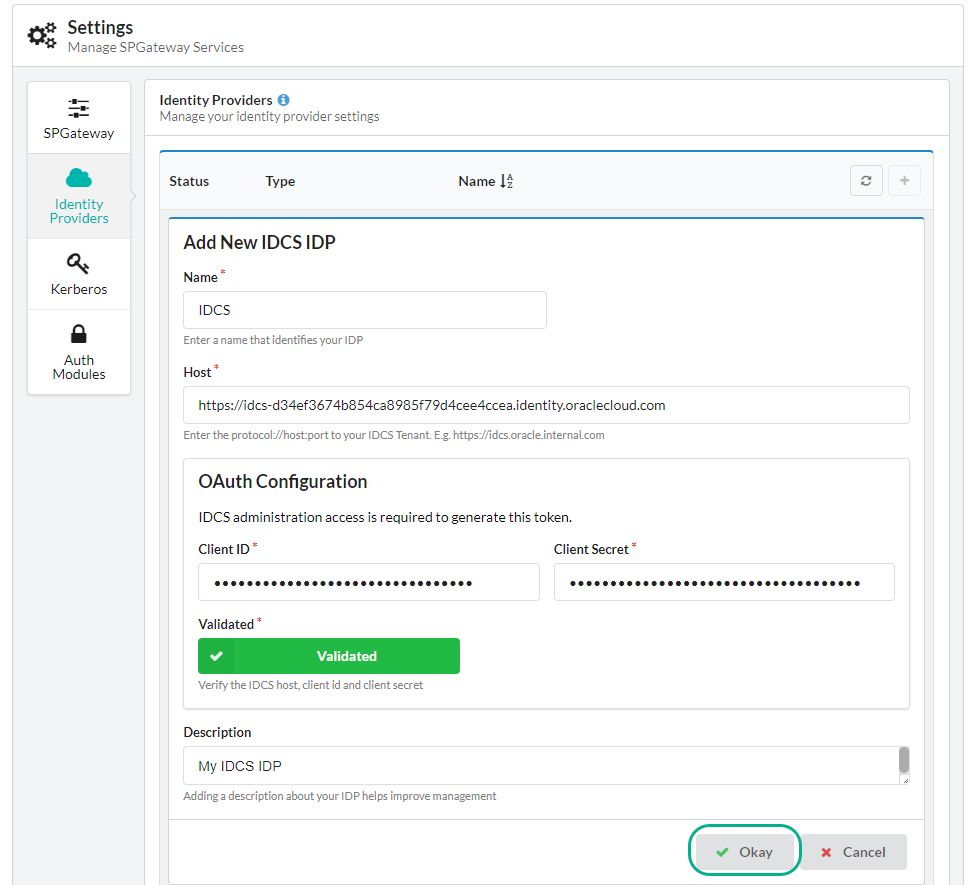 Settings
Manage SPGateway Services
SPGateway
Identity
Providers
Kerberos
Auth
Modules
Identity Providers
Manage your identity provider settings
Status Type Name
Add New IDCS IDP
Name *
IDCS
Enter a name that identifies your IDP
Host *
https://idcs-d34ef3674b854ca8985f79d4cee4ccea.identity.oraclecloud.com
Enter the protocol://host:port to your IDCS Tenant. E.g. https://idcs.oracle.internal.com
OAuth Configuration
IDCS administration access is required to generate this token.
Client ID * Client Secret *
Validated *
Validated
Verify the IDCS host, client id and client secret
Description
My IDCS IDP
Adding a description about your IDP helps improve management
Okay Cancel